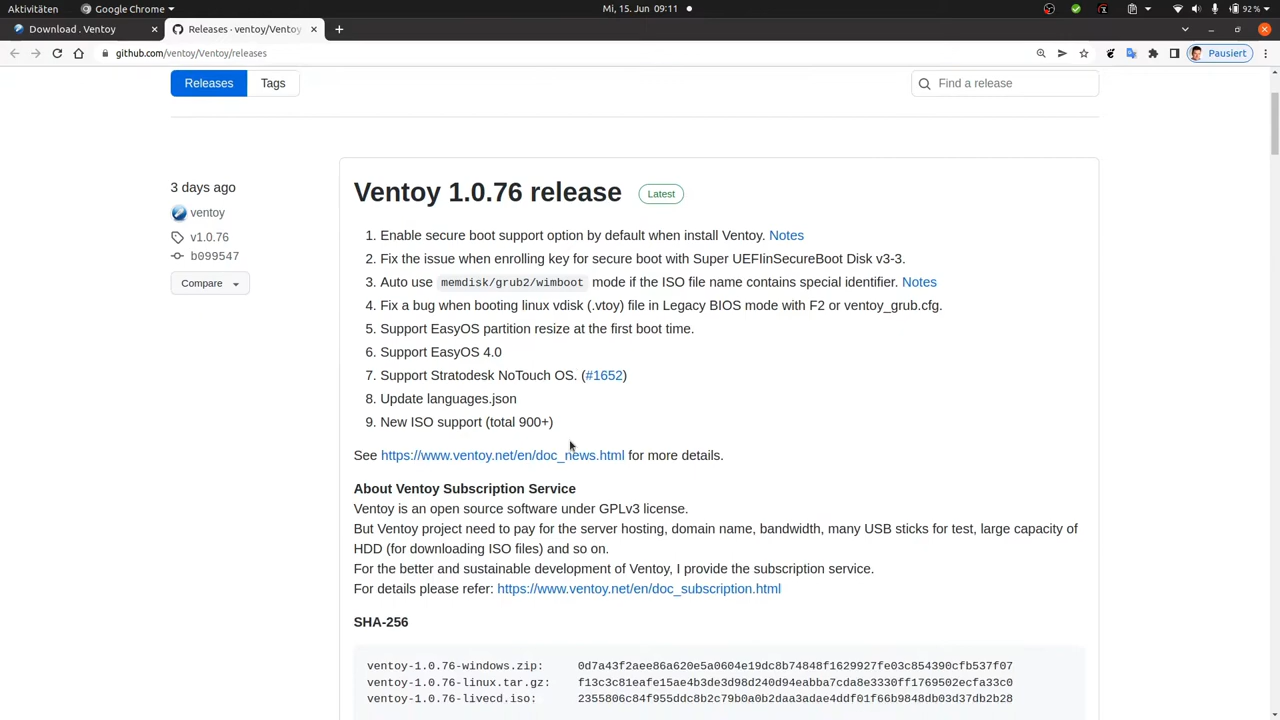 Aktivitäten
Google Chrome
Mi, 15. Jun 09:11
92 %
Download . Ventoy
Releases · ventoy/Ventoy
github.com/ventoy/Ventoy/releases
Pausiert
Releases
Tags
Find a release
3 days ago
ventoy
v1.0.76
b099547
Compare
Ventoy 1.0.76 release
Latest
1. Enable secure boot support option by default when install Ventoy. Notes
2. Fix the issue when enrolling key for secure boot with Super UEFIinSecureBoot Disk v3-3.
3. Auto use memdisk/grub2/wimboot mode if the ISO file name contains special identifier. Notes
4. Fix a bug when booting linux vdisk (.vtoy) file in Legacy BIOS mode with F2 or ventoy_grub.cfg.
5. Support EasyOS partition resize at the first boot time.
6. Support EasyOS 4.0
7. Support Stratodesk NoTouch OS. (#1652)
8. Update languages.json
9. New ISO support (total 900+)
See https://www.ventoy.net/en/doc_news.html for more details.
About Ventoy Subscription Service
Ventoy is an open source software under GPLv3 license.
But Ventoy project need to pay for the server hosting, domain name, bandwidth, many USB sticks for test, large capacity of
HDD (for downloading ISO files) and so on.
For the better and sustainable development of Ventoy, I provide the subscription service.
For details please refer: https://www.ventoy.net/en/doc_subscription.html
SHA-256
ventoy-1.0.76-windows.zip: 0d7a43f2aee86a620e5a0604e19dc8b74848f1629927fe03c854390cfb537f07
ventoy-1.0.76-linux.tar.gz: f13c3c81eafe15ae4b3de3d98d240d94eabba7cda8e3330ff1769502ecfa33c0
ventoy-1.0.76-livecd.iso: 2355806c84f955ddc8b2c79b0a0b2daa3adae4ddf01f66b9848db03d37db2b28